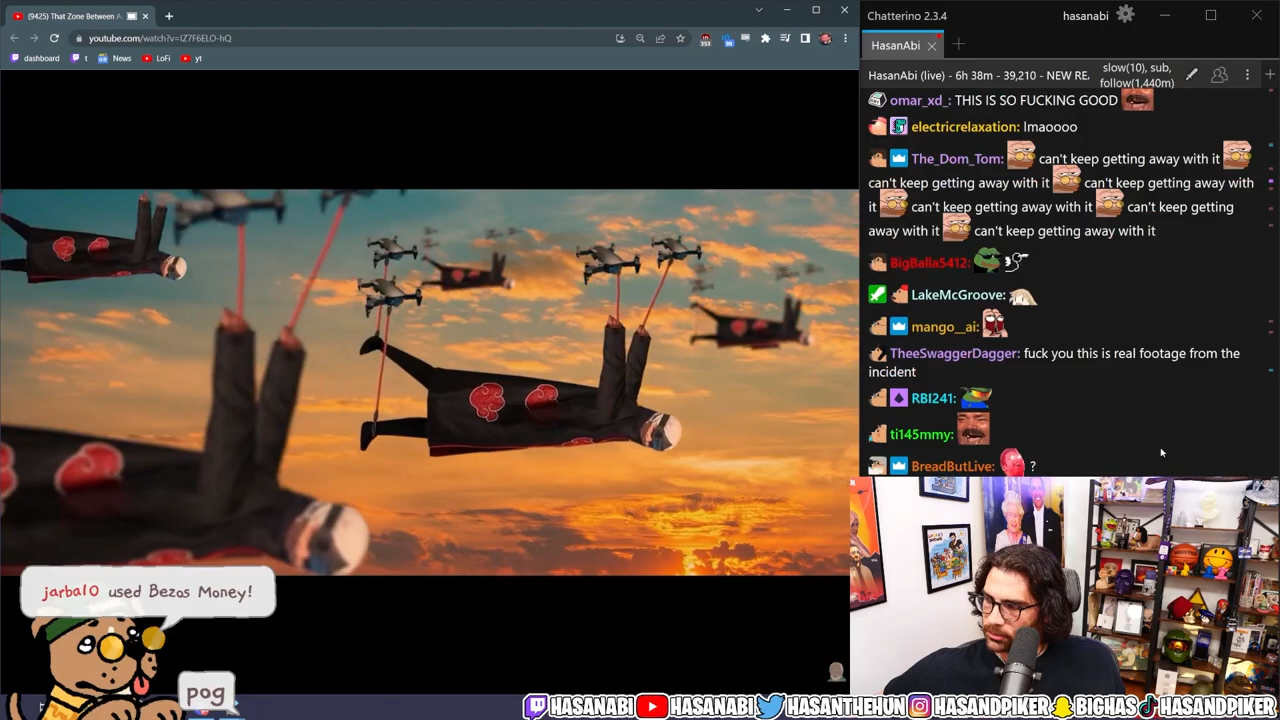 (9425) That Zone Between A
youtube.com/watch?v=IZ7F6ELO-hQ
353
90
dashboard
t
News
LoFi
yt
Chatterino 2.3.4
hasanabi
HasanAbi
HasanAbi (live) - 6h 38m - 39,210 - NEW RE
slow(10), sub,
follow(1,440m)
omar_xd_: THIS IS SO FUCKING GOOD
electricrelaxation: lmaoooo
The_Dom_Tom: can't keep getting away with it
can't keep getting away with it can't keep getting away with
it can't keep getting away with it can't keep getting
away with it can't keep getting away with it
BigBalla5412:
LakeMcGroove:
mango__ai:
TheeSwaggerDagger: fuck you this is real footage from the
incident
RBI241:
ti145mmy:
BreadButLive: ?
jarba10 used Bezos Money!
pog
HASANABI HASANABI HASANTHEHUN HASANDPIKER BIGHAS HASANDPIKER